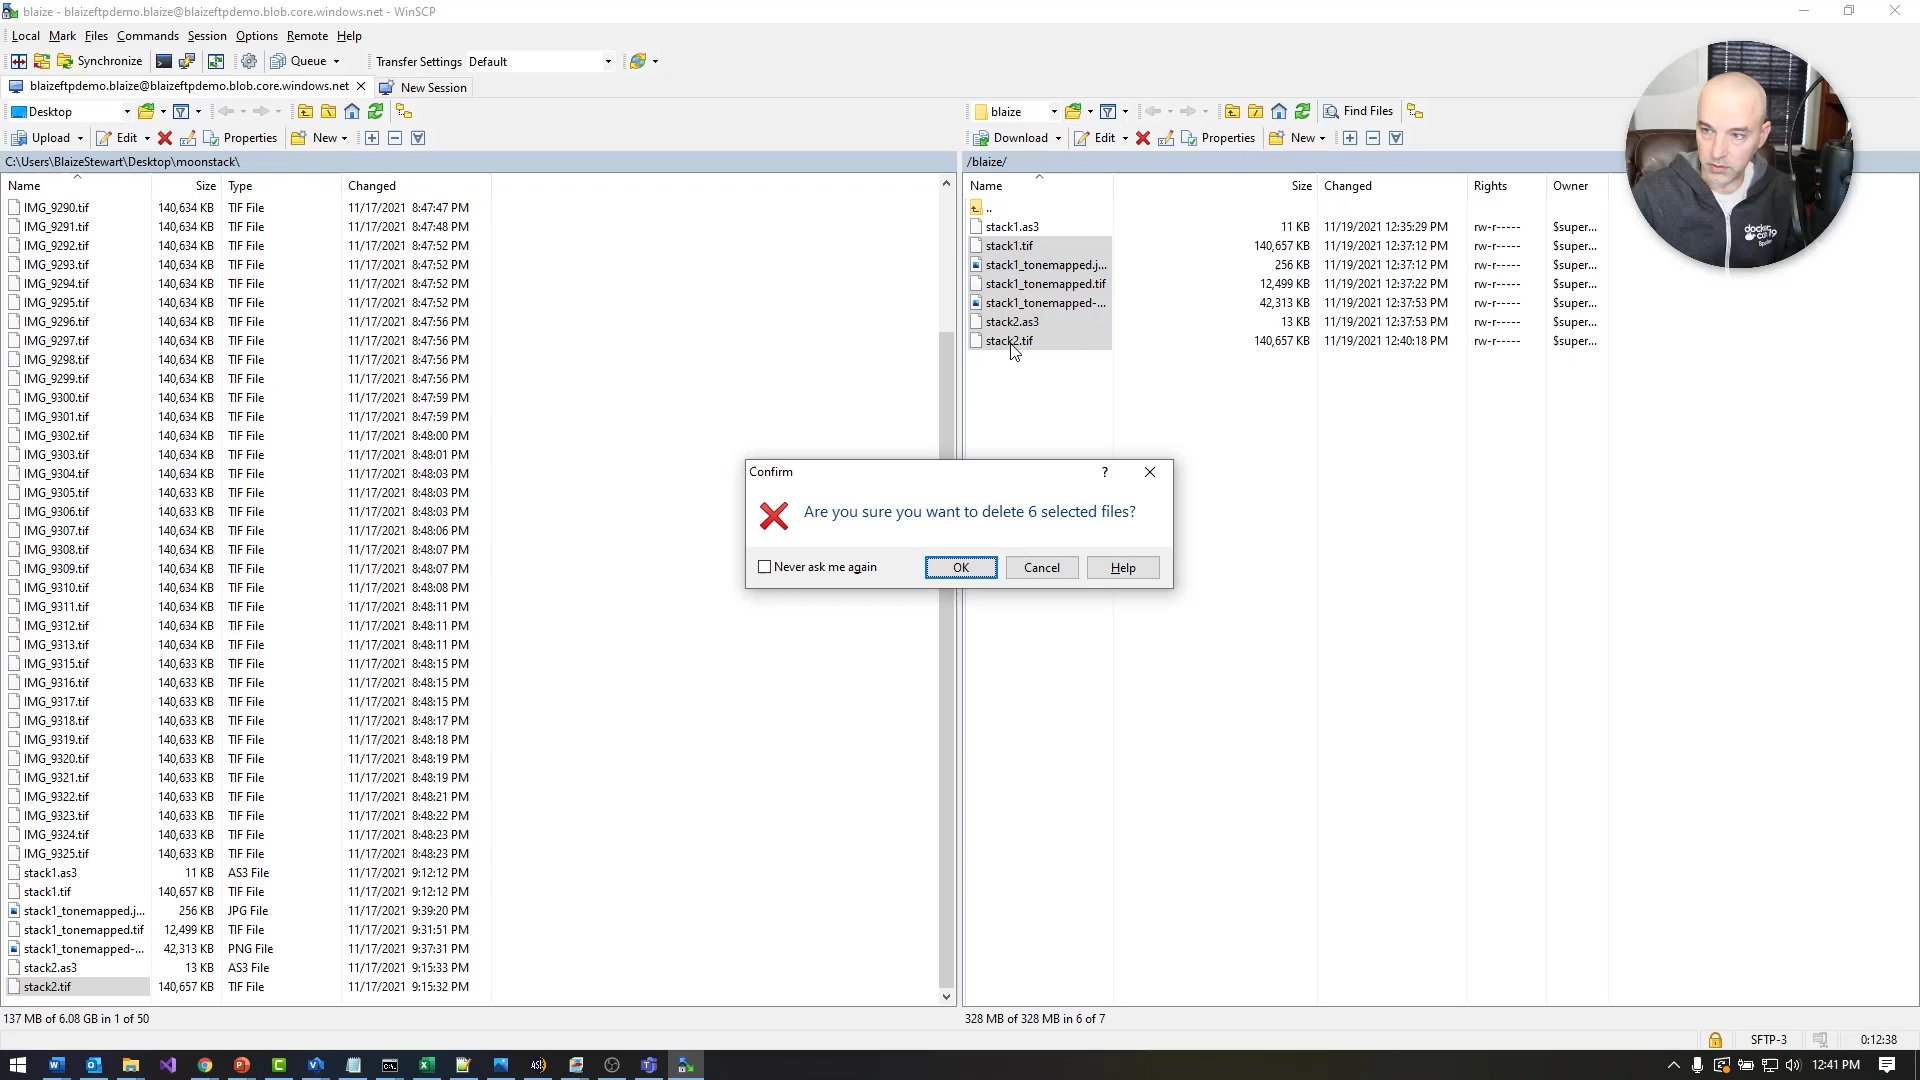 blaize - blaizeftpdemo.blaize@blaizeftpdemo.blob.core.windows.net - WinSCP
Local Mark Files Commands Session Options Remote Help
Synchronize Queue Transfer Settings Default
blaizeftpdemo.blaize@blaizeftpdemo.blob.core.windows.net New Session
Desktop blaize Find Files
Upload Edit Properties New Download Edit Properties New
C:\Users\BlaizeStewart\Desktop\moonstack\ /blaize/
Name Size Type Changed
IMG_9290.tif 140,634 KB TIF File 11/17/2021 8:47:47 PM
IMG_9291.tif 140,634 KB TIF File 11/17/2021 8:47:48 PM
IMG_9292.tif 140,634 KB TIF File 11/17/2021 8:47:52 PM
IMG_9293.tif 140,634 KB TIF File 11/17/2021 8:47:52 PM
IMG_9294.tif 140,634 KB TIF File 11/17/2021 8:47:52 PM
IMG_9295.tif 140,634 KB TIF File 11/17/2021 8:47:52 PM
IMG_9296.tif 140,634 KB TIF File 11/17/2021 8:47:56 PM
IMG_9297.tif 140,634 KB TIF File 11/17/2021 8:47:56 PM
IMG_9298.tif 140,634 KB TIF File 11/17/2021 8:47:56 PM
IMG_9299.tif 140,634 KB TIF File 11/17/2021 8:47:56 PM
IMG_9300.tif 140,634 KB TIF File 11/17/2021 8:47:59 PM
IMG_9301.tif 140,634 KB TIF File 11/17/2021 8:47:59 PM
IMG_9302.tif 140,634 KB TIF File 11/17/2021 8:48:00 PM
IMG_9303.tif 140,634 KB TIF File 11/17/2021 8:48:01 PM
IMG_9304.tif 140,634 KB TIF File 11/17/2021 8:48:03 PM
IMG_9305.tif 140,633 KB TIF File 11/17/2021 8:48:03 PM
IMG_9306.tif 140,633 KB TIF File 11/17/2021 8:48:03 PM
IMG_9307.tif 140,634 KB TIF File 11/17/2021 8:48:06 PM
IMG_9308.tif 140,634 KB TIF File 11/17/2021 8:48:07 PM
IMG_9309.tif 140,634 KB TIF File 11/17/2021 8:48:07 PM
IMG_9310.tif 140,634 KB TIF File 11/17/2021 8:48:08 PM
IMG_9311.tif 140,634 KB TIF File 11/17/2021 8:48:11 PM
IMG_9312.tif 140,634 KB TIF File 11/17/2021 8:48:11 PM
IMG_9313.tif 140,634 KB TIF File 11/17/2021 8:48:11 PM
IMG_9315.tif 140,633 KB TIF File 11/17/2021 8:48:15 PM
IMG_9316.tif 140,633 KB TIF File 11/17/2021 8:48:15 PM
IMG_9317.tif 140,633 KB TIF File 11/17/2021 8:48:15 PM
IMG_9318.tif 140,633 KB TIF File 11/17/2021 8:48:17 PM
IMG_9319.tif 140,633 KB TIF File 11/17/2021 8:48:18 PM
IMG_9320.tif 140,633 KB TIF File 11/17/2021 8:48:19 PM
IMG_9321.tif 140,633 KB TIF File 11/17/2021 8:48:19 PM
IMG_9322.tif 140,633 KB TIF File 11/17/2021 8:48:21 PM
IMG_9323.tif 140,633 KB TIF File 11/17/2021 8:48:22 PM
IMG_9324.tif 140,633 KB TIF File 11/17/2021 8:48:23 PM
IMG_9325.tif 140,633 KB TIF File 11/17/2021 8:48:23 PM
stack1.as3 11 KB AS3 File 11/17/2021 9:12:12 PM
stack1.tif 140,657 KB TIF File 11/17/2021 9:12:12 PM
stack1_tonemapped.j... 256 KB JPG File 11/17/2021 9:39:20 PM
stack1_tonemapped.tif 12,499 KB TIF File 11/17/2021 9:31:51 PM
stack1_tonemapped-... 42,313 KB PNG File 11/17/2021 9:37:31 PM
stack2.as3 13 KB AS3 File 11/17/2021 9:15:33 PM
stack2.tif 140,657 KB TIF File 11/17/2021 9:15:32 PM
137 MB of 6.08 GB in 1 of 50
Name Size Changed Rights Owner
..
stack1.as3 11 KB 11/19/2021 12:35:29 PM rw-r----- $super...
stack1.tif 140,657 KB 11/19/2021 12:37:12 PM rw-r----- $super...
stack1_tonemapped.j... 256 KB 11/19/2021 12:37:12 PM rw-r----- $super...
stack1_tonemapped.tif 12,499 KB 11/19/2021 12:37:22 PM rw-r----- $super...
stack1_tonemapped-... 42,313 KB 11/19/2021 12:37:53 PM rw-r----- $super...
stack2.as3 13 KB 11/19/2021 12:37:53 PM rw-r----- $super...
stack2.tif 140,657 KB 11/19/2021 12:40:18 PM rw-r----- $super...
328 MB of 328 MB in 6 of 7
Confirm ?
Are you sure you want to delete 6 selected files?
Never ask me again OK Cancel Help
docker
SFTP-3 0:12:38
12:41 PM